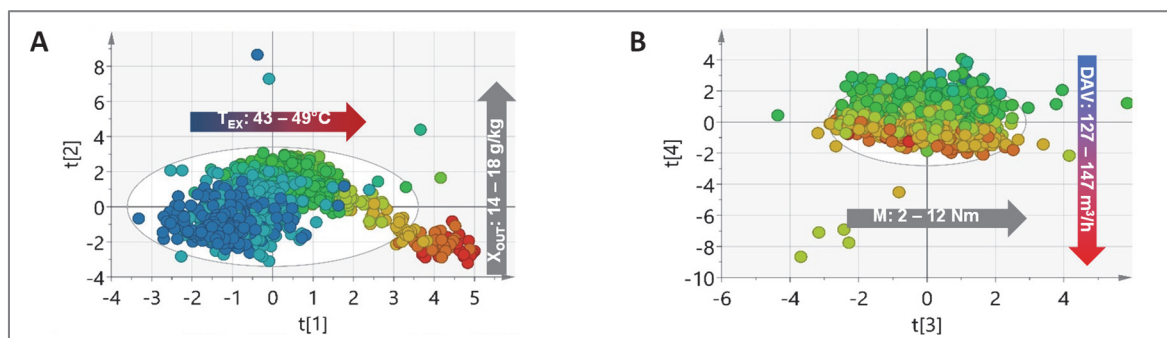 A
T_EX: 43 – 49°C
X_OUT: 14 – 18 g/kg
t[2]
8
6
4
2
0
-2
-4
-4 -3 -2 -1 0 1 2 3 4 5
t[1]
B
DAV: 127 – 147 m³/h
M: 2 – 12 Nm
t[4]
4
2
0
-2
-4
-6
-8
-10
-6 -4 -2 0 2 4
t[3]